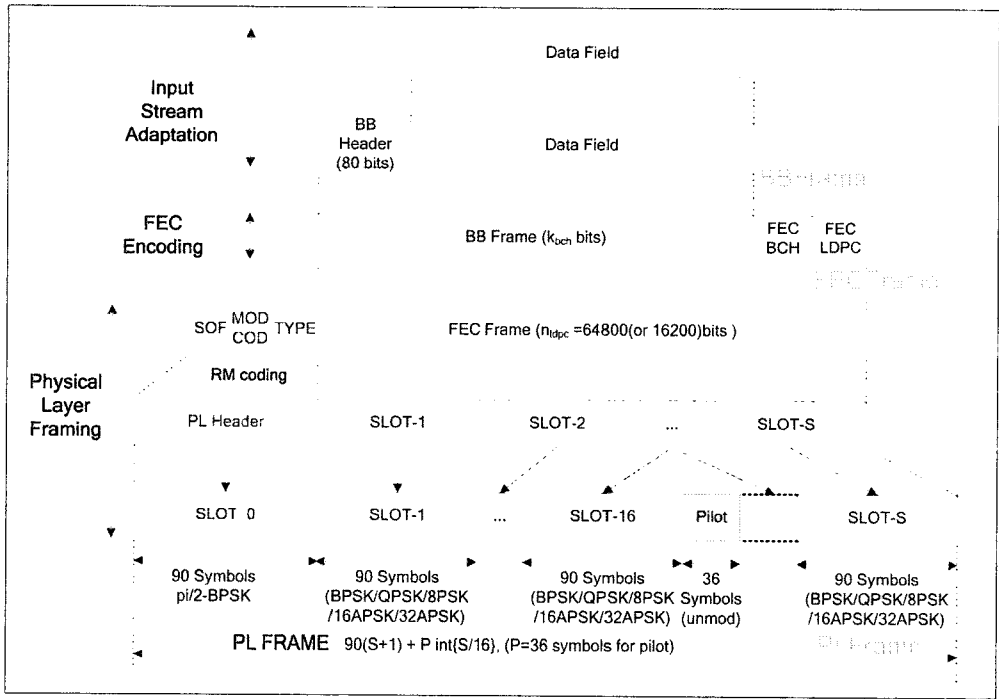 Data Field
Input
Stream
Adaptation
BB
Header
(80 bits)
Data Field
FEC
Encoding
BB Frame (kbch bits)
FEC
BCH
FEC
LDPC
SOF MOD
COD TYPE
FEC Frame (nldpc =64800(or 16200)bits )
RM coding
Physical
Layer
Framing
PL Header
SLOT-1
SLOT-2
...
SLOT-S
SLOT 0
SLOT-1
...
SLOT-16
Pilot
SLOT-S
90 Symbols
pi/2-BPSK
90 Symbols
(BPSK/QPSK/8PSK
/16APSK/32APSK)
90 Symbols
(BPSK/QPSK/8PSK
/16APSK/32APSK)
36
Symbols
(unmod)
90 Symbols
(BPSK/QPSK/8PSK
/16APSK/32APSK)
PL FRAME 90(S+1) + P int{S/16}, (P=36 symbols for pilot)